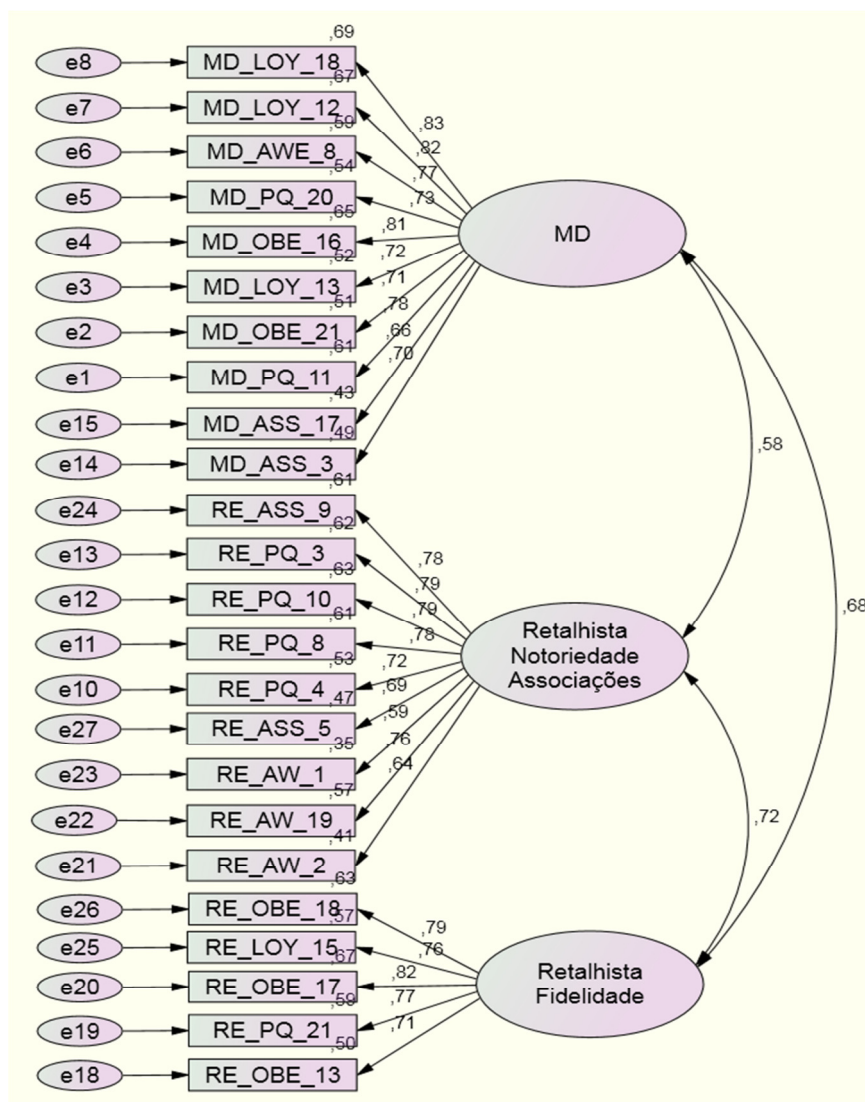 ,69
e8 MD_LOY_18
,67
e7 MD_LOY_12
,59
e6 MD_AWE_8
,54
e5 MD_PQ_20
,65
e4 MD_OBE_16
,52
e3 MD_LOY_13
,51
e2 MD_OBE_21
,61
e1 MD_PQ_11
,43
e15 MD_ASS_17
,49
e14 MD_ASS_3
,83
,82
,77
,73
,81
,72
,71
,78
,66
,70
MD
,61
e24 RE_ASS_9
,62
e13 RE_PQ_3
,63
e12 RE_PQ_10
,61
e11 RE_PQ_8
,53
e10 RE_PQ_4
,47
e27 RE_ASS_5
,35
e23 RE_AW_1
,57
e22 RE_AW_19
,41
e21 RE_AW_2
,78
,79
,79
,78
,72
,69
,59
,76
,64
Retalhista
Notoriedade
Associações
,63
e26 RE_OBE_18
,57
e25 RE_LOY_15
,67
e20 RE_OBE_17
,59
e19 RE_PQ_21
,50
e18 RE_OBE_13
,79
,76
,82
,77
,71
Retalhista
Fidelidade
,58
,68
,72